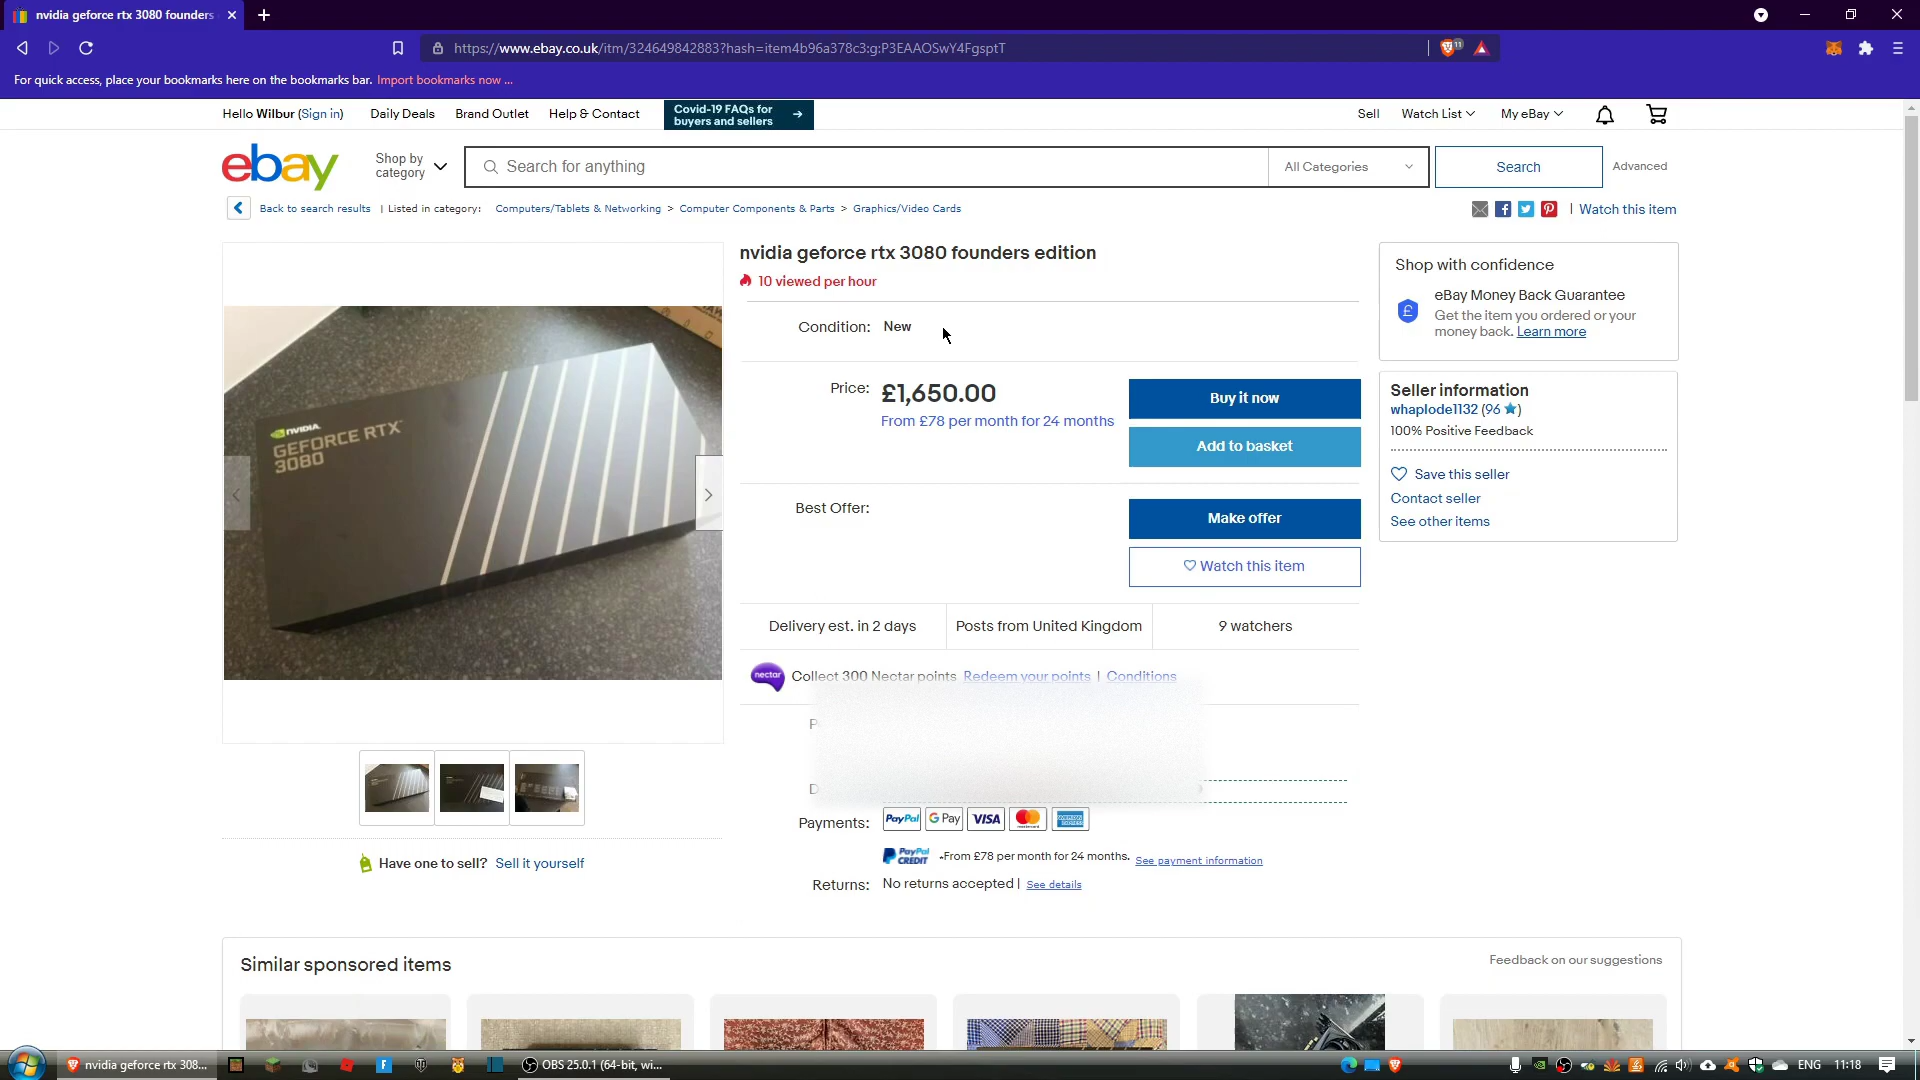 nvidia geforce rtx 3080 founders
https://www.ebay.co.uk/itm/324649842883?hash=item4b96a378c3:g:P3EAAOSwY4FgsptT
11
For quick access, place your bookmarks here on the bookmarks bar. Import bookmarks now ...
Hello Wilbur (Sign in) Daily Deals Brand Outlet Help & Contact
Covid-19 FAQs for
buyers and sellers
Sell Watch List My eBay
ebay
Shop by
category
Search for anything
All Categories
Search
Advanced
Back to search results | Listed in category: Computers/Tablets & Networking > Computer Components & Parts > Graphics/Video Cards
| Watch this item
nvidia geforce rtx 3080 founders edition
10 viewed per hour
Condition: New
Price: £1,650.00
From £78 per month for 24 months
Buy it now
Add to basket
Best Offer:
Make offer
Watch this item
Delivery est. in 2 days
Posts from United Kingdom
9 watchers
nectar
Collect 300 Nectar points Redeem your points | Conditions
Payments:
PayPal
G Pay
VISA
PayPal
CREDIT
From £78 per month for 24 months. See payment information
Returns: No returns accepted | See details
NVIDIA.
GEFORCE RTX
3080
Have one to sell? Sell it yourself
Shop with confidence
eBay Money Back Guarantee
Get the item you ordered or your
money back. Learn more
Seller information
whaplode1132 (96)
100% Positive Feedback
Save this seller
Contact seller
See other items
Similar sponsored items
Feedback on our suggestions
nvidia geforce rtx 308...
OBS 25.0.1 (64-bit, wi...
ENG
11:18